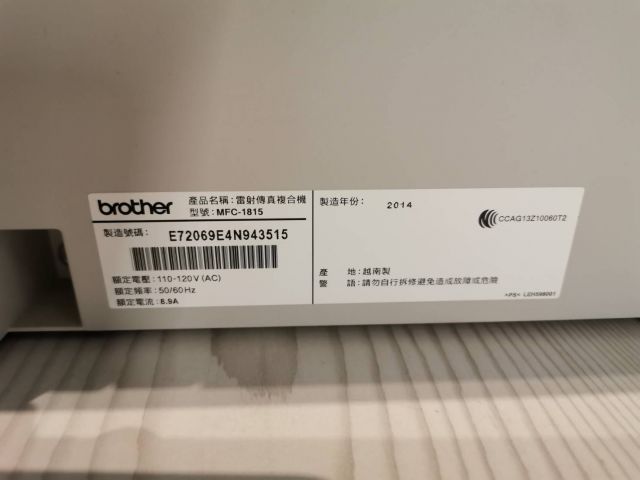 brother
產品名稱:雷射傳真複合機
型號:MFC-1815
製造號碼:
E72069E4N943515
額定電壓:110-120V(AC)
額定頻率:50/60Hz
額定電流:8.9A
製造年份: 2014
CCAG13Z10060T2
產 地:越南製
警 語:請勿自行拆修避免造成故障或危險
>PS< LEH598001